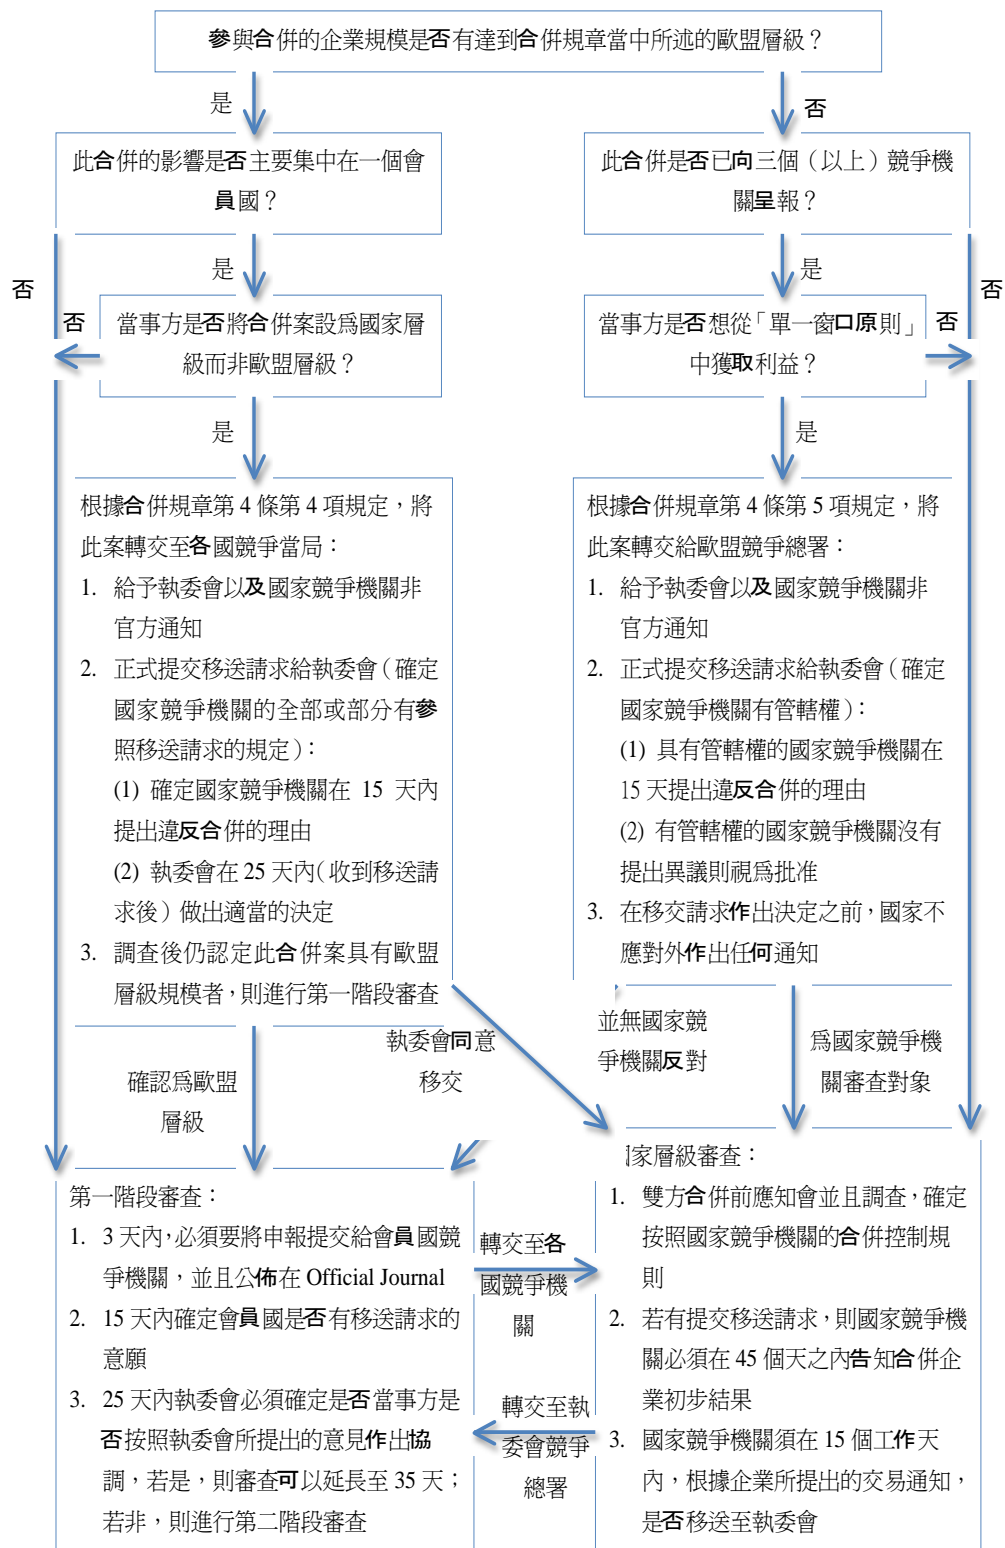 參與合併的企業規模是否有達到合併規章當中所述的歐盟層級？
是
否
此合併的影響是否主要集中在一個會
員國？
此合併是否已向三個（以上）競爭機
關呈報？
否
是
是
否
否
當事方是否將合併案設為國家層
級而非歐盟層級？
當事方是否想從「單一窗口原則」
中獲取利益？
否
是
是
根據合併規章第 4 條第 4 項規定，將
此案轉交至各國競爭當局：
1. 給予執委會以及國家競爭機關非
官方通知
2. 正式提交移送請求給執委會（確定
國家競爭機關的全部或部分有參
照移送請求的規定）：
(1) 確定國家競爭機關在 15 天內
提出違反合併的理由
(2) 執委會在 25 天內（收到移送請
求後）做出適當的決定
3. 調查後仍認定此合併案具有歐盟
層級規模者，則進行第一階段審查
根據合併規章第 4 條第 5 項規定，將
此案轉交給歐盟競爭總署：
1. 給予執委會以及國家競爭機關非
官方通知
2. 正式提交移送請求給執委會（確定
國家競爭機關有管轄權）：
(1) 具有管轄權的國家競爭機關在
15 天提出違反合併的理由
(2) 有管轄權的國家競爭機關沒有
提出異議則視為批准
3. 在移交請求作出決定之前，國家不
應對外作出任何通知
確認為歐盟
層級
執委會同意
移交
並無國家競
爭機關反對
為國家競爭機
關審查對象
第一階段審查：
1. 3 天內，必須要將申報提交給會員國競
爭機關，並且公佈在 Official Journal
2. 15 天內確定會員國是否有移送請求的
意願
3. 25 天內執委會必須確定是否當事方是
否按照執委會所提出的意見作出協
調，若是，則審查可以延長至 35 天；
若非，則進行第二階段審查
轉交至各
國競爭機
關
轉交至執
委會競爭
總署
家層級審查：
1. 雙方合併前應知會並且調查，確定
按照國家競爭機關的合併控制規
則
2. 若有提交移送請求，則國家競爭機
關必須在 45 個天之內告知合併企
業初步結果
3. 國家競爭機關須在 15 個工作天
內，根據企業所提出的交易通知，
是否移送至執委會